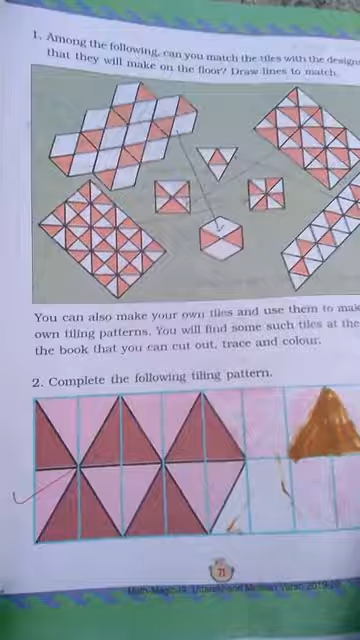 1. Among the following, can you match the tiles with the designs
that they will make on the floor? Draw lines to match.
You can also make your own tiles and use them to make
own tiling patterns. You will find some such tiles at the
the book that you can cut out, trace and colour.
2. Complete the following tiling pattern.
71